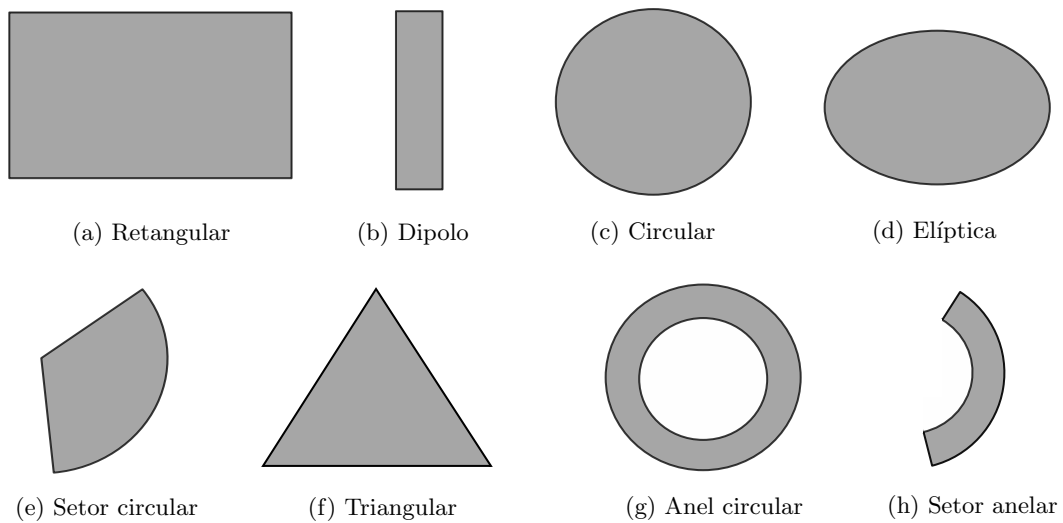 (a) Retangular
(b) Dipolo
(c) Circular
(d) Elíptica
(e) Setor circular
(f) Triangular
(g) Anel circular
(h) Setor anelar